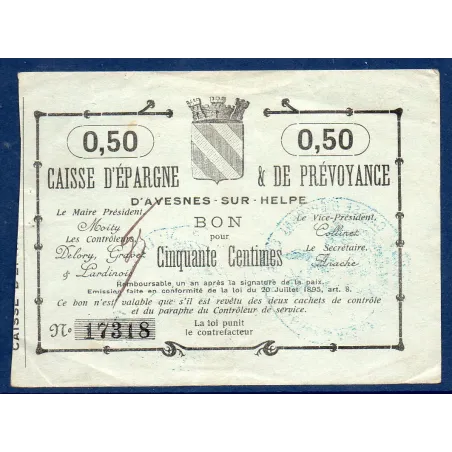 0,50 0,50
CAISSE D'ÉPARGNE & DE PRÉVOYANCE
D'AVESNES-SUR-HELPE
Le Maire Président,
Moity
Les Contrôleurs,
Delory, Gravez
& Lardinois
BON
pour
Cinquante Centimes
Le Vice-Président,
Collinet
Le Secrétaire,
Remboursable un an après la signature de la paix.
Emission faite en conformité de la loi du 20 Juillet 1895, art. 8.
Ce bon n'est valable que s'il est revêtu des deux cachets de contrôle
et du paraphe du Contrôleur de service.
No 17318
La loi punit
le contrefacteur
CAISSE D'